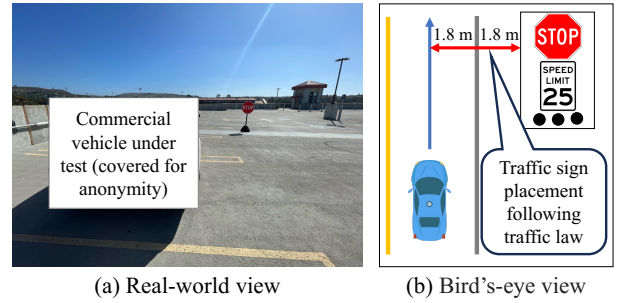 Commercial
vehicle under
test (covered for
anonymity)
STOP
(a) Real-world view
1.8 m 1.8 m
STOP
SPEED
LIMIT
25
Traffic sign
placement
following
traffic law
(b) Bird's-eye view